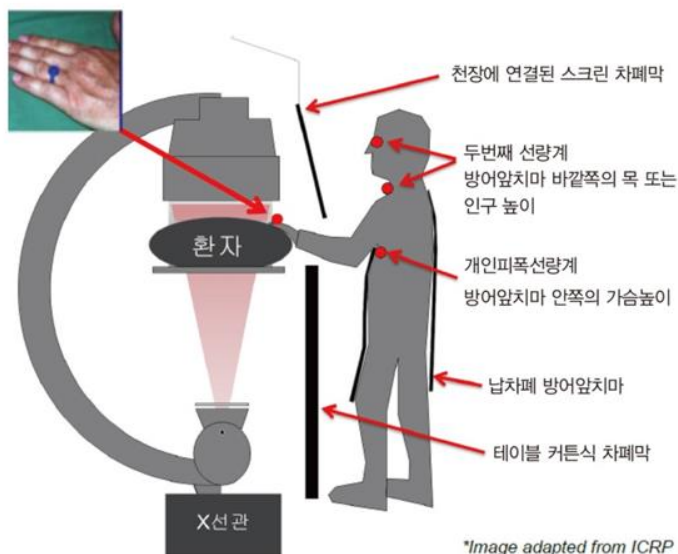 천장에 연결된 스크린 차폐막
두번째 선량계
방어앞치마 바깥쪽의 목 또는
인구 높이
환자
개인피폭선량계
방어앞치마 안쪽의 가슴높이
납차폐 방어앞치마
테이블 커튼식 차폐막
X선관
*Image adapted from ICRP